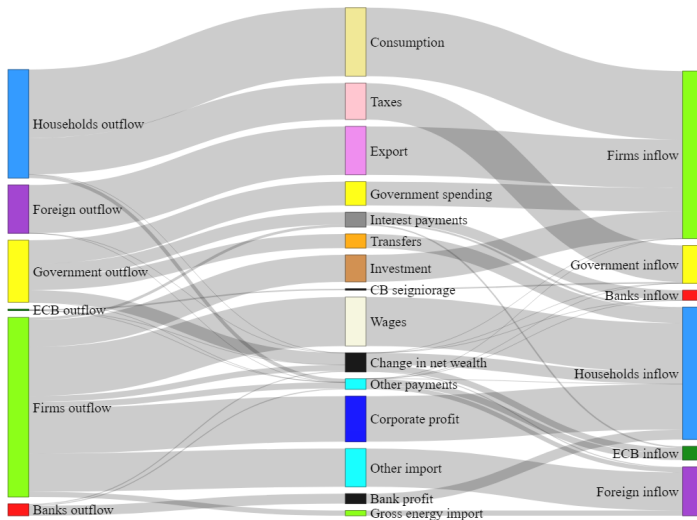 Households outflow
Foreign outflow
Government outflow
ECB outflow
Firms outflow
Banks outflow
Consumption
Taxes
Export
Government spending
Interest payments
Transfers
Investment
CB seigniorage
Wages
Change in net wealth
Other payments
Corporate profit
Other import
Bank profit
Gross energy import
Firms inflow
Government inflow
Banks inflow
Households inflow
ECB inflow
Foreign inflow